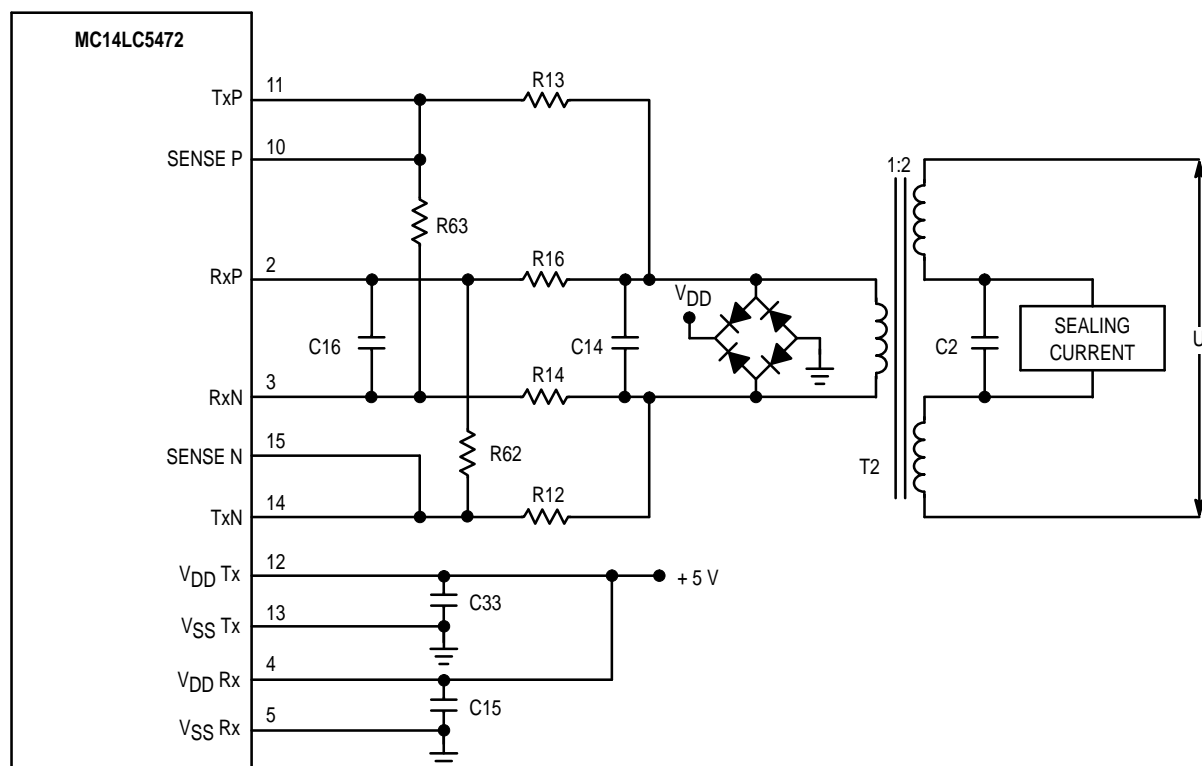 MC14LC5472
TxP 11 R13
SENSE P 10
1:2
R63
RxP 2 R16
VDD
C16 C14 C2 SEALING CURRENT U
RxN 3 R14
SENSE N 15
R62 T2
TxN 14 R12
VDD Tx 12 + 5 V
C33
VSS Tx 13
VDD Rx 4
C15
VSS Rx 5